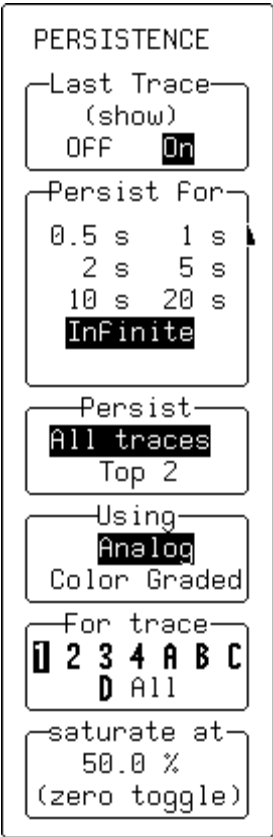 PERSISTENCE
Last Trace
(show)
OFF On
Persist For
0.5 s 1 s
2 s 5 s
10 s 20 s
Infinite
Persist
All traces
Top 2
Using
Analog
Color Graded
For trace
1 2 3 4 A B C
D All
saturate at
50.0 %
(zero toggle)